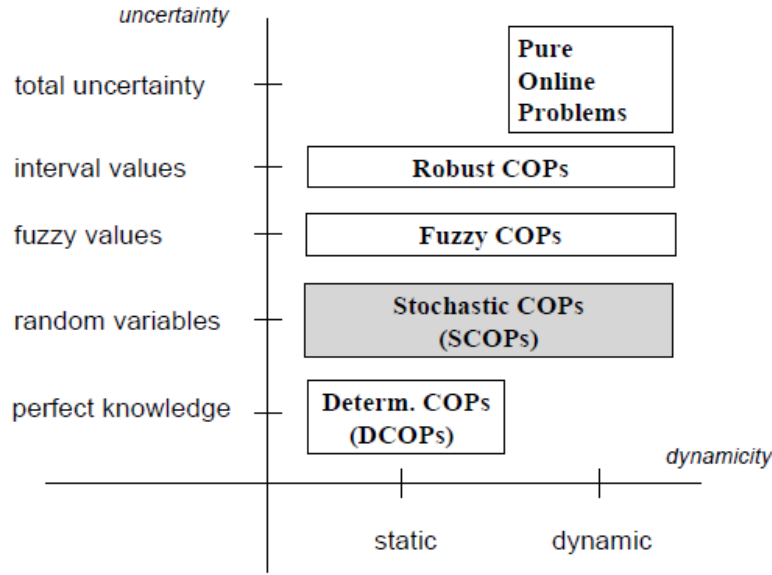 uncertainty
total uncertainty
Pure
Online
Problems
interval values
Robust COPs
fuzzy values
Fuzzy COPs
random variables
Stochastic COPs
(SCOPs)
perfect knowledge
Determ. COPs
(DCOPs)
dynamicity
static
dynamic